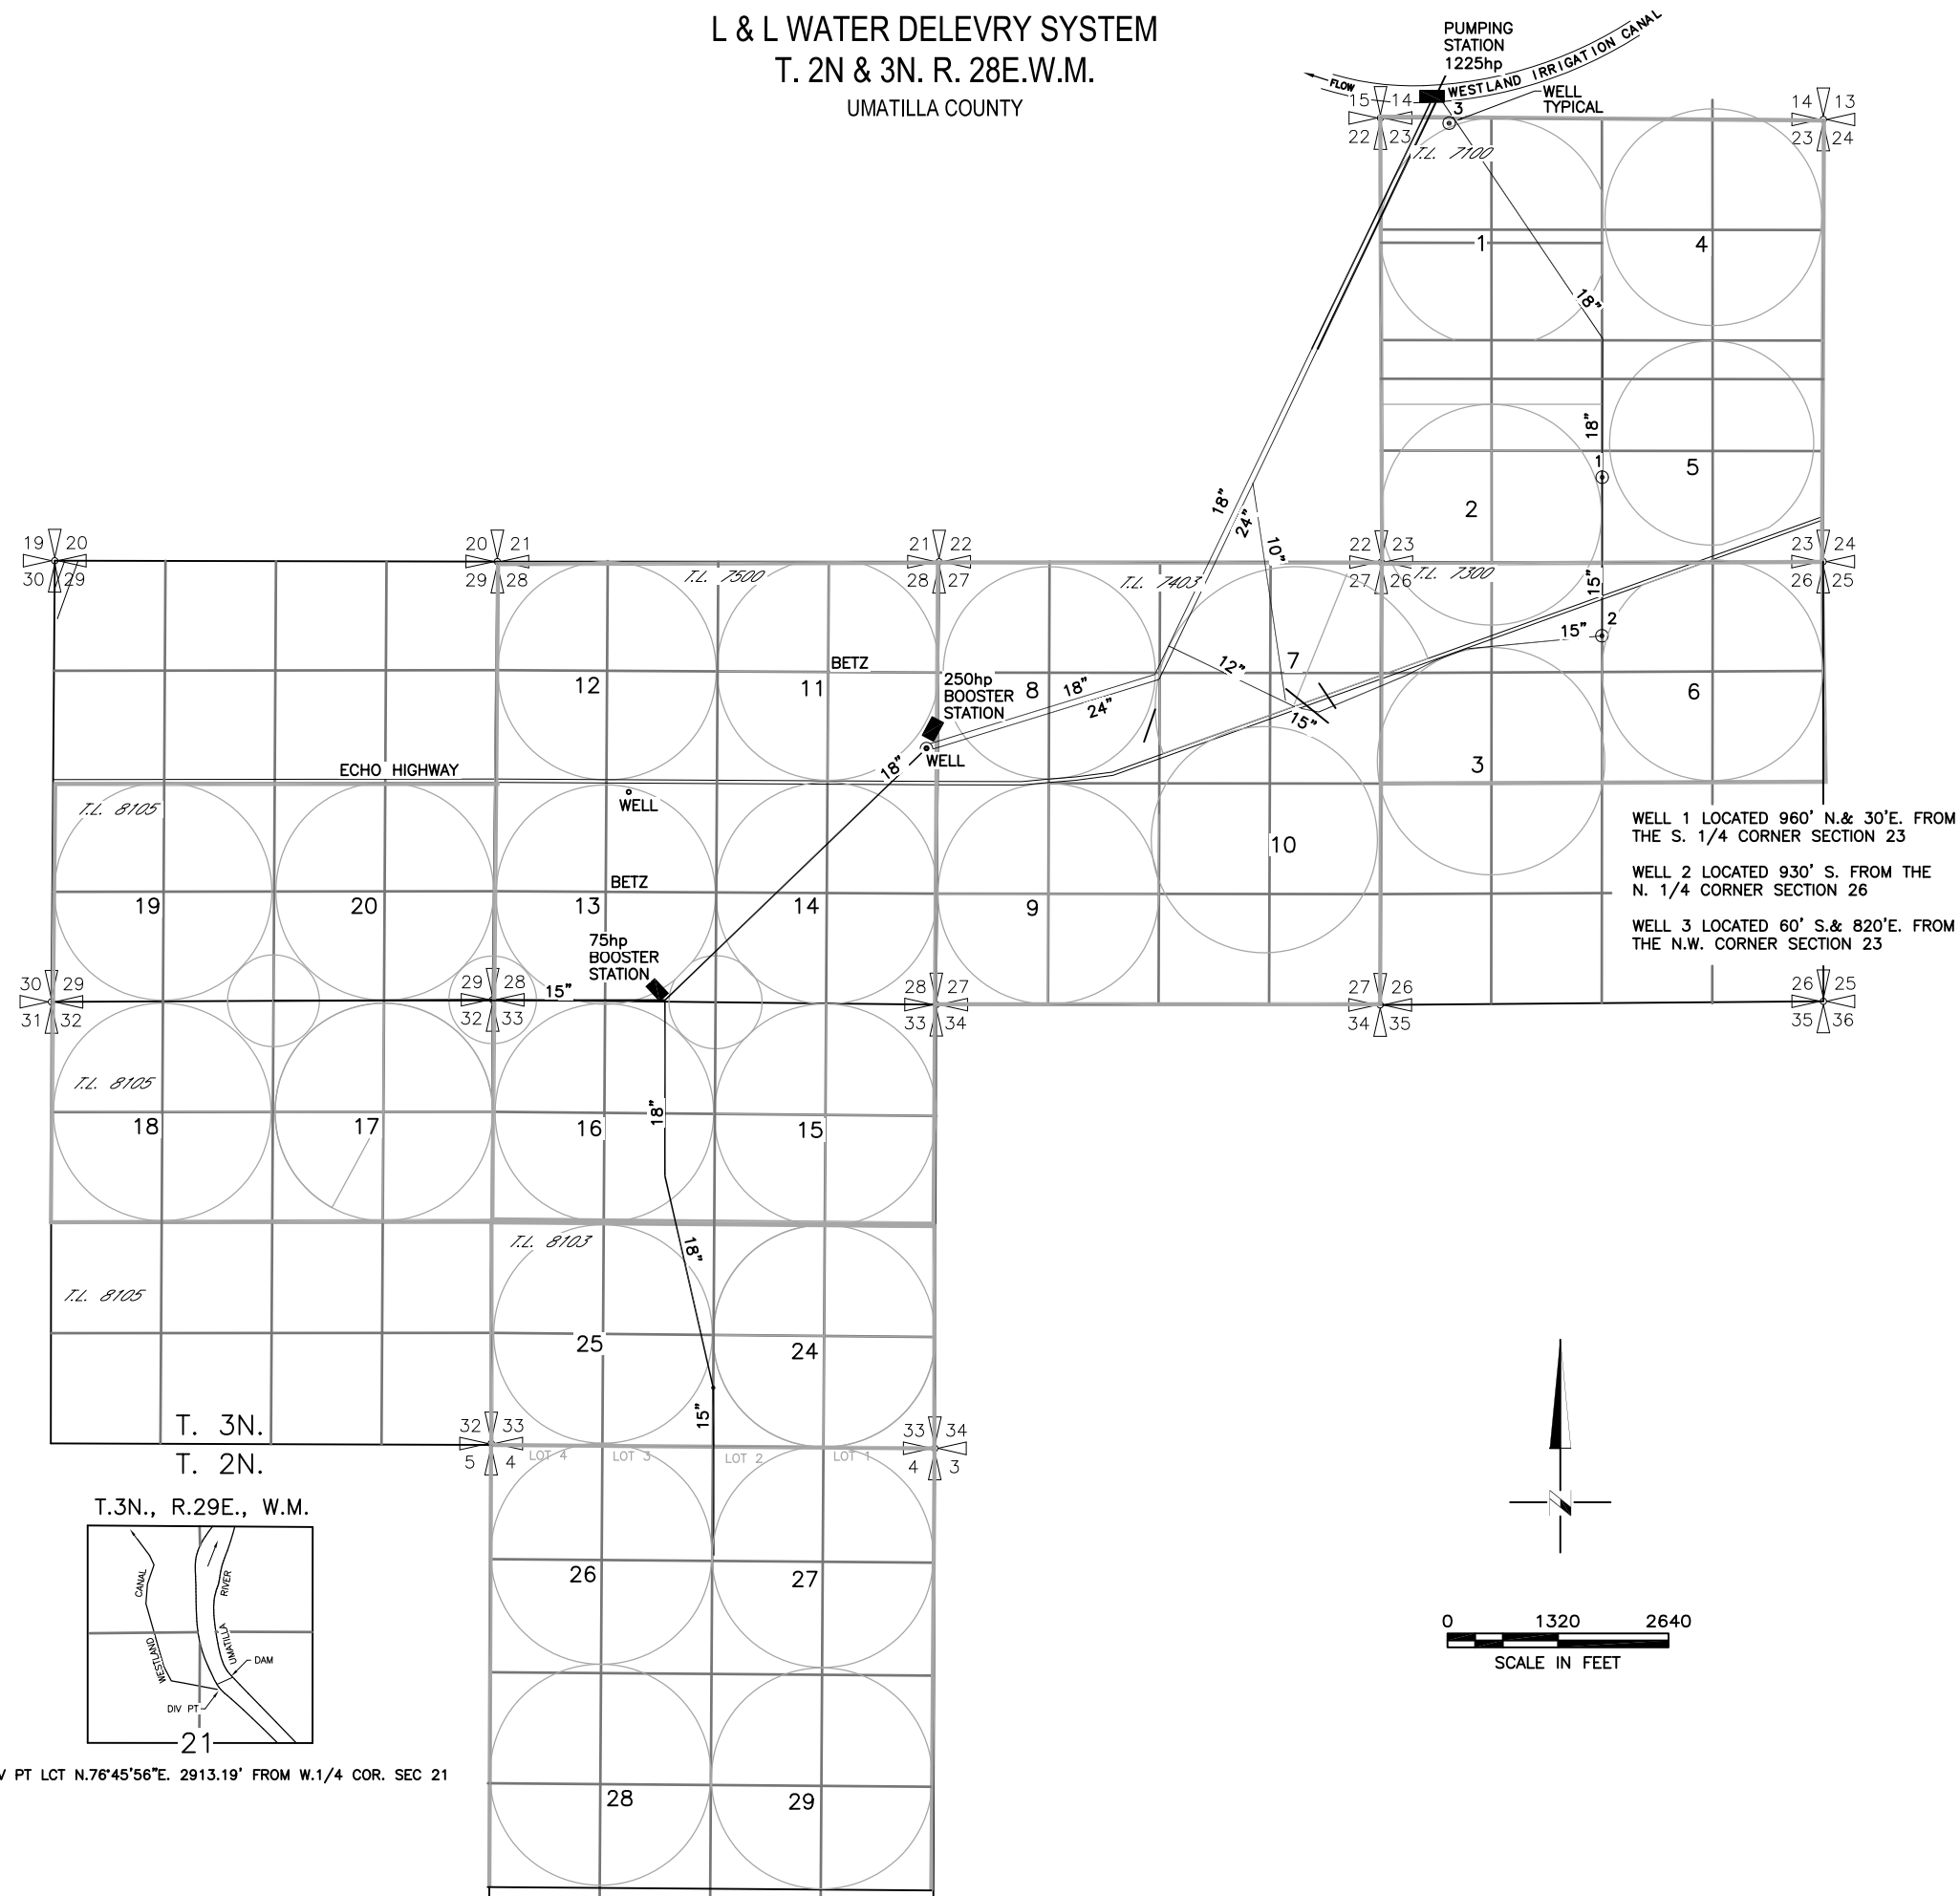 L & L WATER DELEVRY SYSTEM
T. 2N & 3N. R. 28E.W.M.
UMATILLA COUNTY
PUMPING
STATION
1225hp
WESTLAND IRRIGATION CANAL
FLOW
WELL
TYPICAL
3
15 14
22 23
14 13
23 24
T.L. 7100
1
4
18"
18"
1
5
2
18"
24"
10"
19 20
30 29
20 21
29 28
21 22
28 27
22 23
27 26
23 24
26 25
T.L. 7500
T.L. 7403
T.L. 7300
15"
2
15"
BETZ
12"
7
12
11
250hp
BOOSTER
STATION
8
18"
24"
6
15"
WELL
18"
ECHO HIGHWAY
3
WELL
T.L. 8105
WELL 1 LOCATED 960' N.& 30'E. FROM
THE S. 1/4 CORNER SECTION 23
WELL 2 LOCATED 930' S. FROM THE
N. 1/4 CORNER SECTION 26
WELL 3 LOCATED 60' S.& 820'E. FROM
THE N.W. CORNER SECTION 23
10
BETZ
19
20
13
14
9
75hp
BOOSTER
STATION
15"
30 29
31 32
29 28
32 33
28 27
33 34
27 26
34 35
26 25
35 36
T.L. 8105
18"
18
17
16
15
T.L. 8103
18"
T.L. 8105
25
24
15"
T. 3N.
T. 2N.
32 33
5 4
33 34
4 3
LOT 4
LOT 3
LOT 2
LOT 1
T.3N., R.29E., W.M.
CANAL
WESTLAND
RIVER
UMATILLA
DAM
DIV PT
21
V PT LCT N.76°45'56"E. 2913.19' FROM W.1/4 COR. SEC 21
26
27
28
29
N
0 1320 2640
SCALE IN FEET